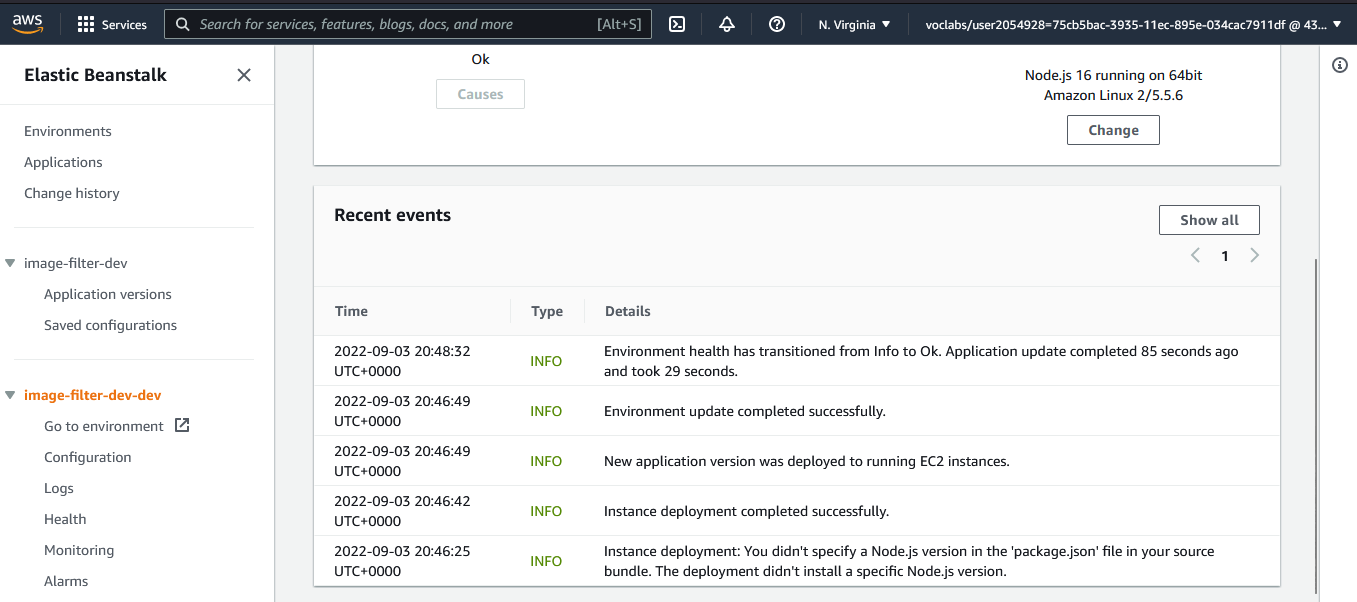 aws
Services
Search for services, features, blogs, docs, and more [Alt+S]
N. Virginia
voclabs/user2054928=75cb5bac-3935-11ec-895e-034cac7911df @ 43...
Elastic Beanstalk
Environments
Applications
Change history
image-filter-dev
Application versions
Saved configurations
image-filter-dev-dev
Go to environment
Configuration
Logs
Health
Monitoring
Alarms
Ok
Causes
Node.js 16 running on 64bit
Amazon Linux 2/5.5.6
Change
Recent events
Show all
1
Time Type Details
2022-09-03 20:48:32
UTC+0000
INFO
Environment health has transitioned from Info to Ok. Application update completed 85 seconds ago
and took 29 seconds.
2022-09-03 20:46:49
UTC+0000
INFO
Environment update completed successfully.
2022-09-03 20:46:49
UTC+0000
INFO
New application version was deployed to running EC2 instances.
2022-09-03 20:46:42
UTC+0000
INFO
Instance deployment completed successfully.
2022-09-03 20:46:25
UTC+0000
INFO
Instance deployment: You didn't specify a Node.js version in the 'package.json' file in your source
bundle. The deployment didn't install a specific Node.js version.